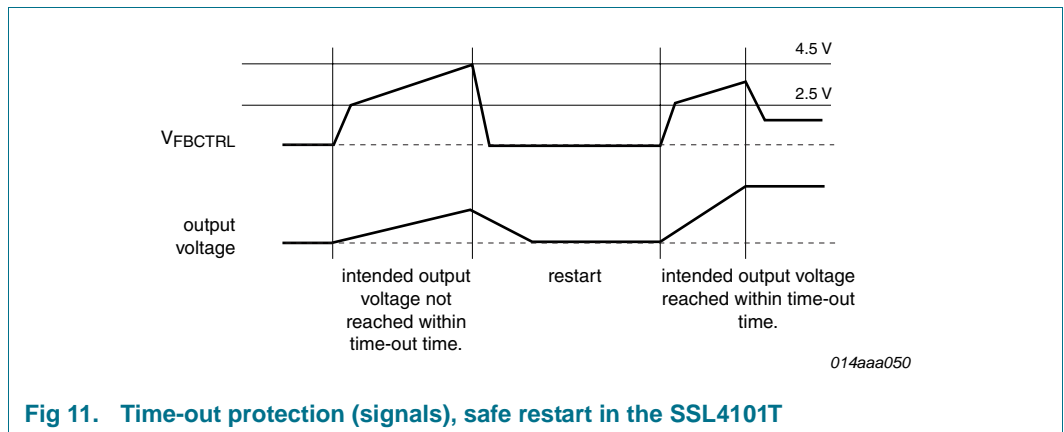 4.5 V
2.5 V
VFBCTRL
output
voltage
intended output
voltage not
reached within
time-out time.
restart
intended output voltage
reached within time-out
time.
014aaa050
Fig 11. Time-out protection (signals), safe restart in the SSL4101T